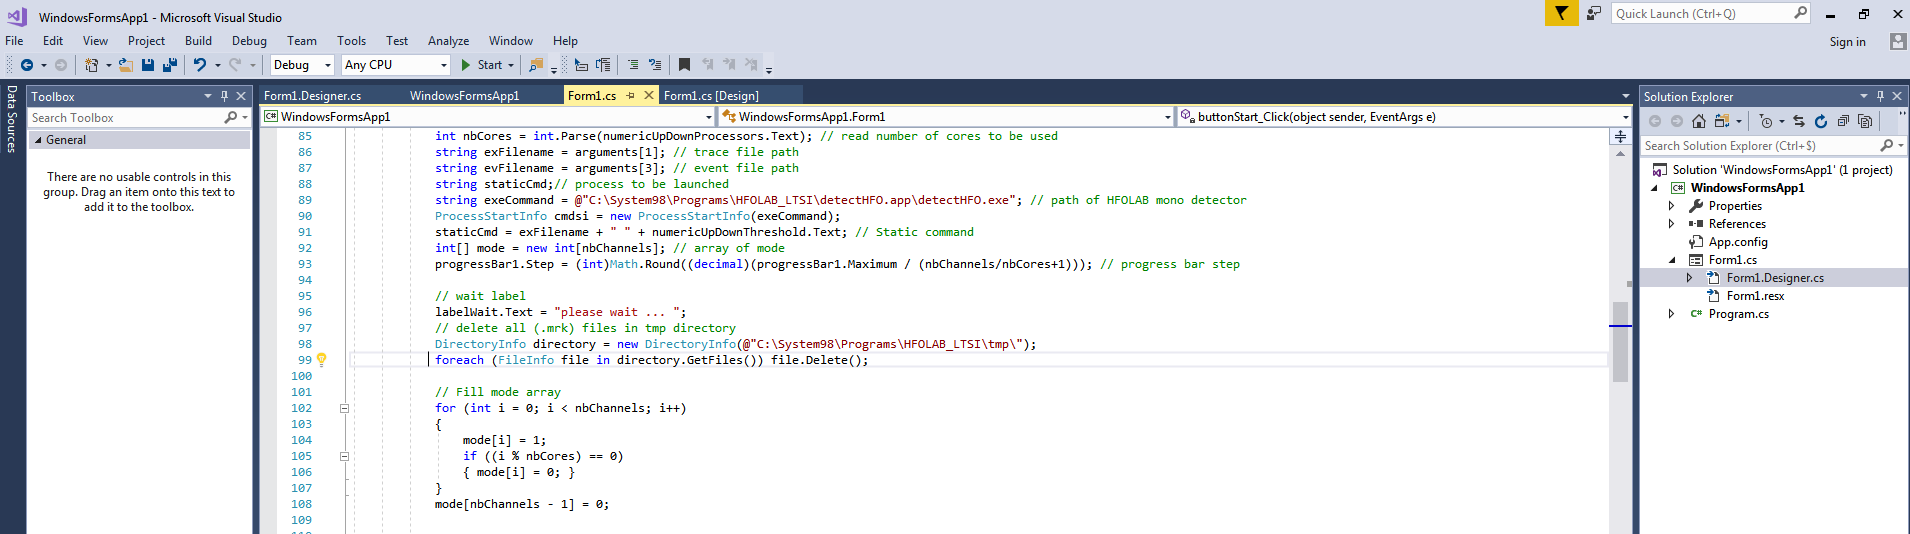 WindowsFormsApp1 - Microsoft Visual Studio
Quick Launch (Ctrl+Q)
File Edit View Project Build Debug Team Tools Test Analyze Window Help
Sign in
Debug Any CPU Start
Data Sources
Toolbox
Search Toolbox
General
There are no usable controls in this
group. Drag an item onto this text to
add it to the toolbox.
Form1.Designer.cs WindowsFormsApp1 Form1.cs Form1.cs [Design]
C# WindowsFormsApp1 WindowsFormsApp1.Form1 buttonStart_Click(object sender, EventArgs e)
85 int nbCores = int.Parse(numericUpDownProcessors.Text); // read number of cores to be used
86 string exFilename = arguments[1]; // trace file path
87 string evFilename = arguments[3]; // event file path
88 string staticCmd;// process to be launched
89 string exeCommand = @"C:\System98\Programs\HFOLAB_LTSI\detectHFO.app\detectHFO.exe"; // path of HFOLAB mono detector
90 ProcessStartInfo cmdsi = new ProcessStartInfo(exeCommand);
91 staticCmd = exFilename + " " + numericUpDownThreshold.Text; // Static command
92 int[] mode = new int[nbChannels]; // array of mode
93 progressBar1.Step = (int)Math.Round((decimal)(progressBar1.Maximum / (nbChannels/nbCores+1))); // progress bar step
94
95 // wait label
96 labelWait.Text = "please wait ... ";
97 // delete all (.mrk) files in tmp directory
98 DirectoryInfo directory = new DirectoryInfo(@"C:\System98\Programs\HFOLAB_LTSI\tmp\");
99 foreach (FileInfo file in directory.GetFiles()) file.Delete();
100
101 // Fill mode array
102 for (int i = 0; i < nbChannels; i++)
103 {
104 mode[i] = 1;
105 if ((i % nbCores) == 0)
106 { mode[i] = 0; }
107 }
108 mode[nbChannels - 1] = 0;
109
Solution Explorer
Search Solution Explorer (Ctrl+$)
Solution 'WindowsFormsApp1' (1 project)
C# WindowsFormsApp1
Properties
References
App.config
Form1.cs
Form1.Designer.cs
Form1.resx
C# Program.cs